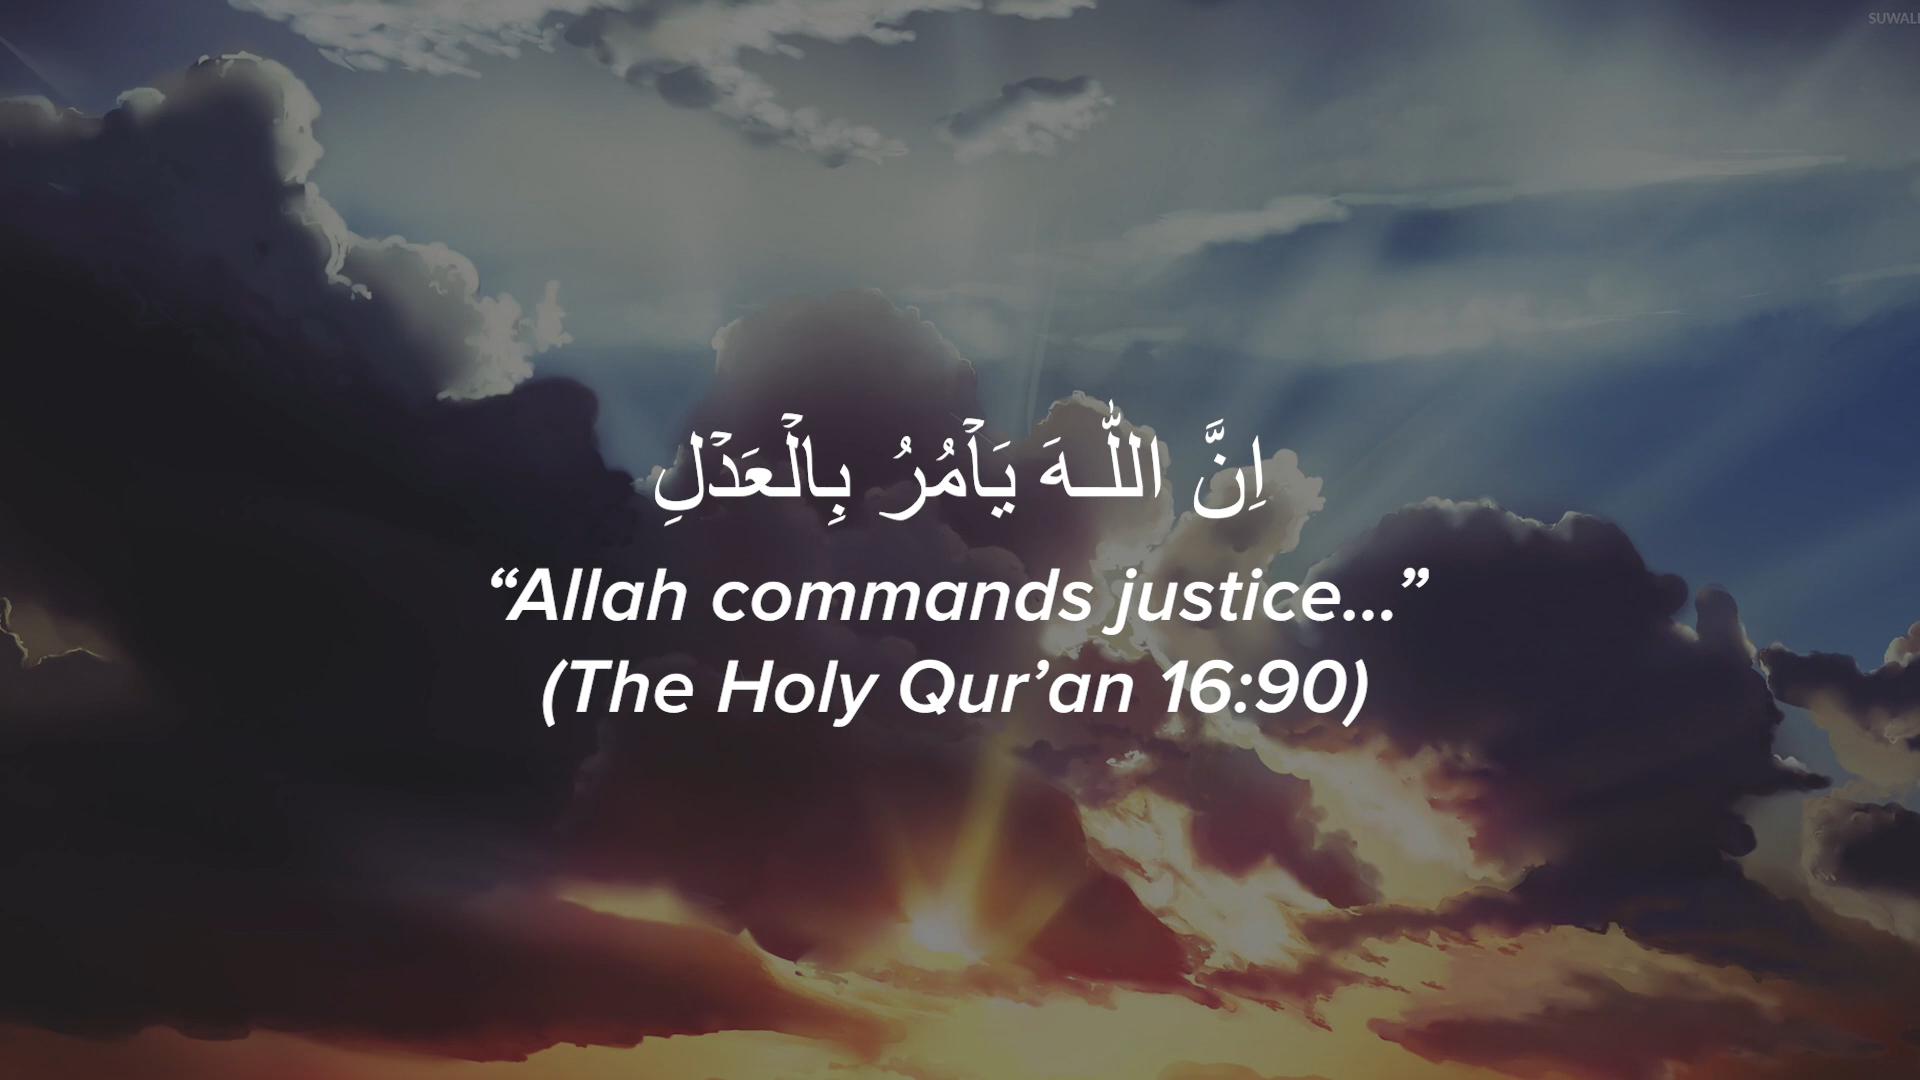 اِنَّ اللّٰـهَ يَاۡمُرُ بِالۡعَدۡلِ
“Allah commands justice...”
(The Holy Qur’an 16:90)